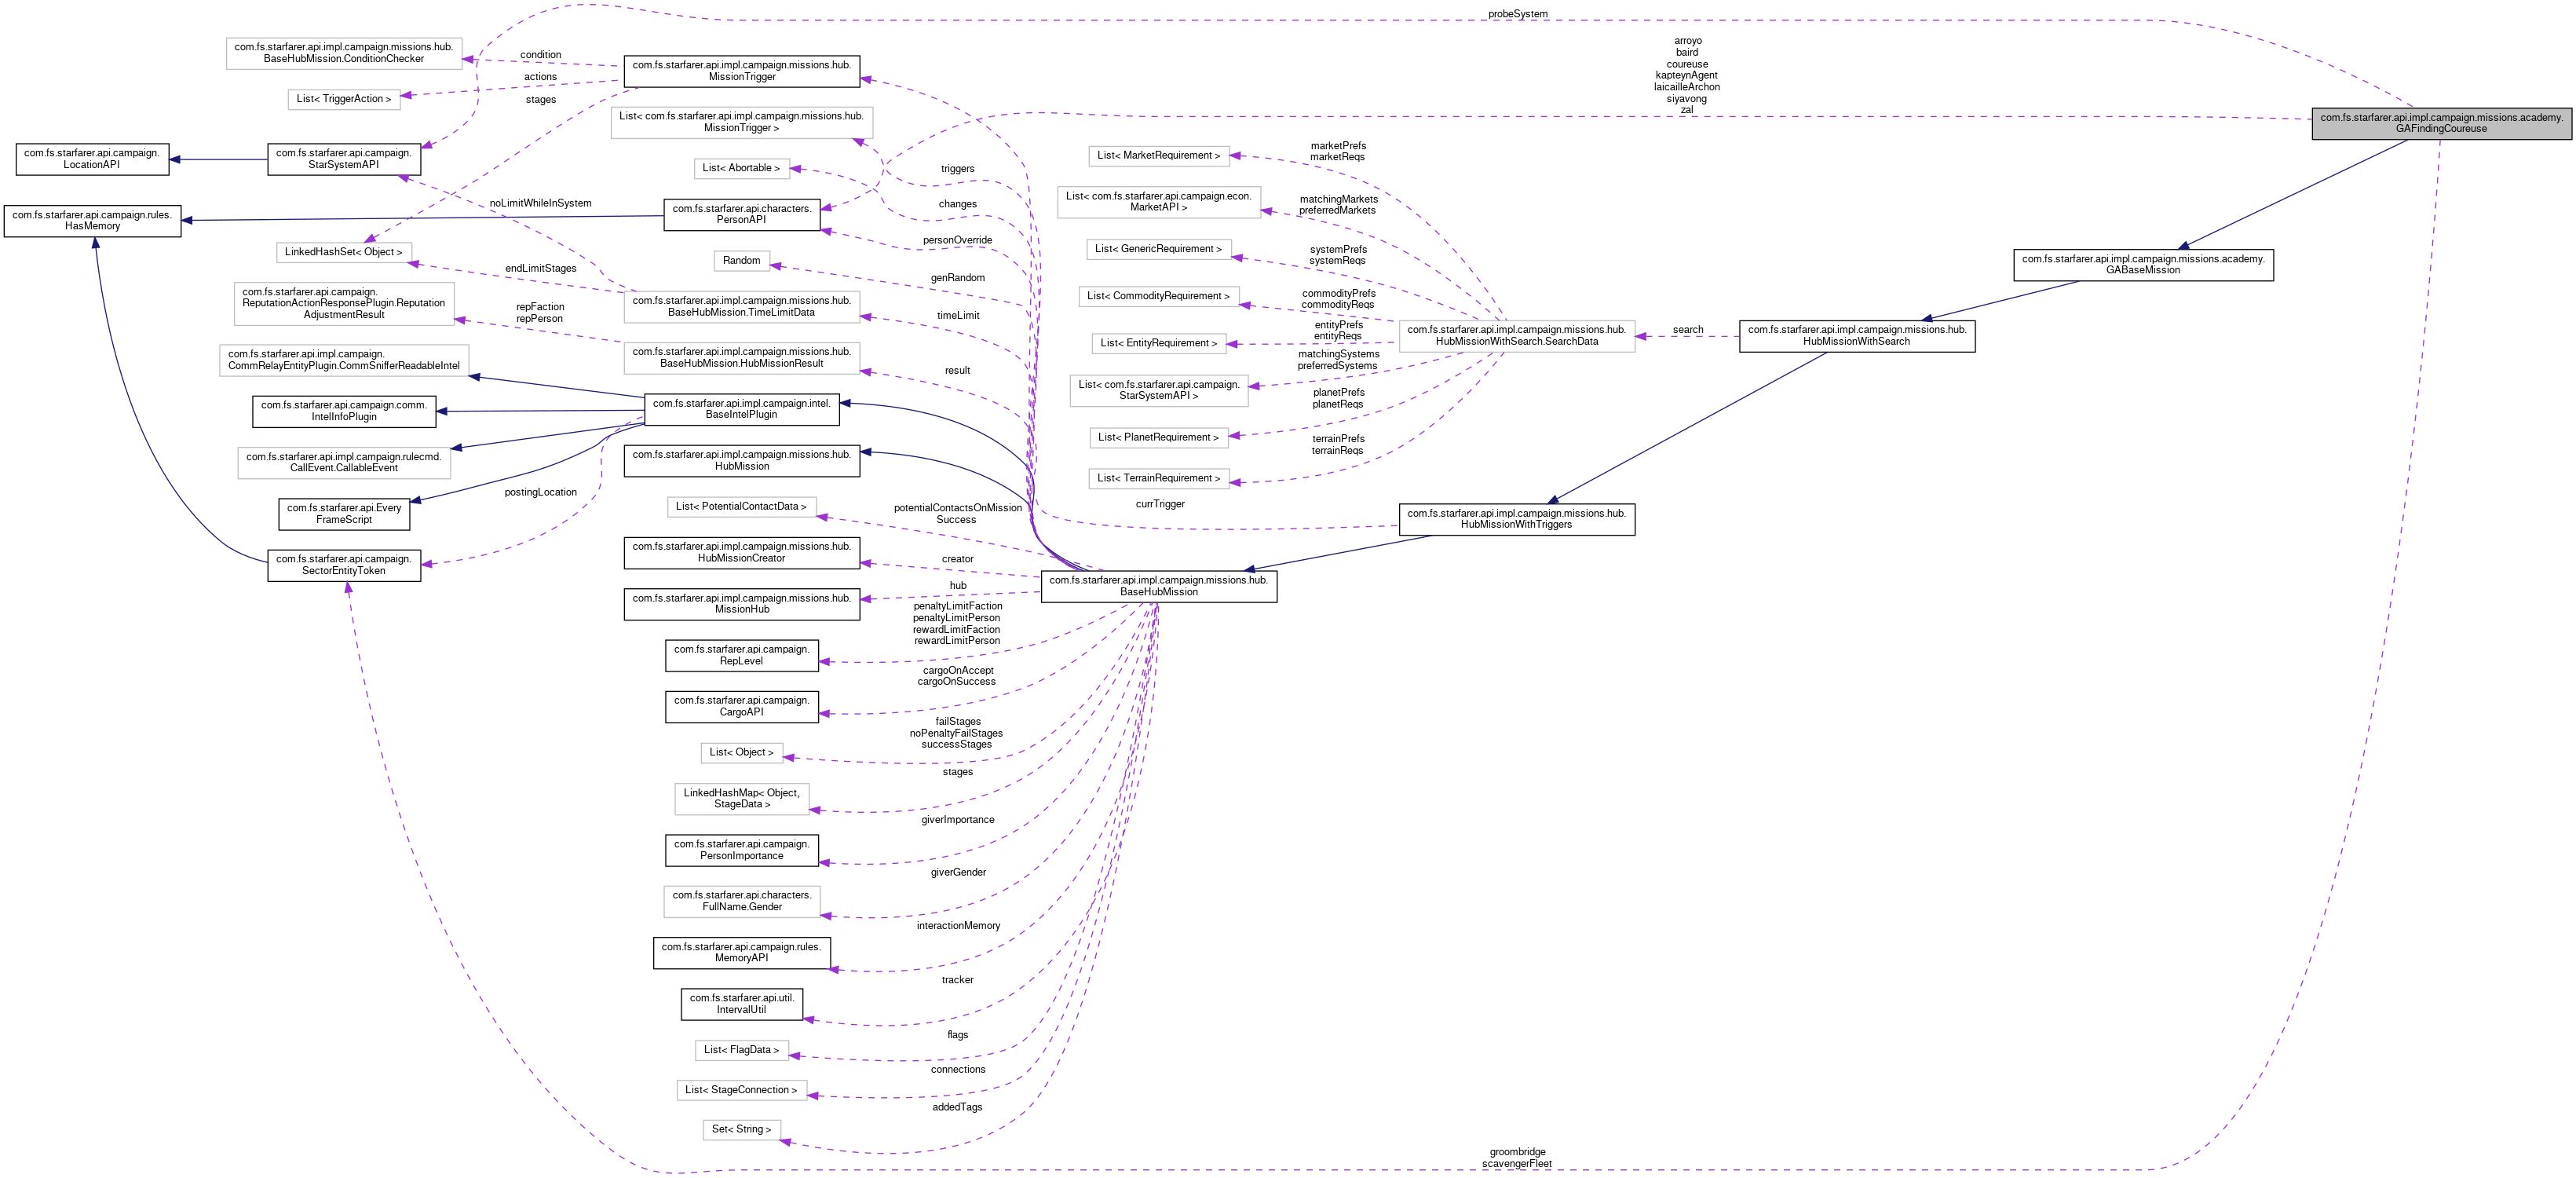 probeSystem
arroyo
baird
coureuse
kapteynAgent
laicailleArchon
siyavong
zal
com.fs.starfarer.api.impl.campaign.missions.academy.
GAFindingCoureuse
com.fs.starfarer.api.impl.campaign.missions.hub.
BaseHubMission.ConditionChecker
condition
com.fs.starfarer.api.impl.campaign.missions.hub.
MissionTrigger
actions
List< TriggerAction >
stages
List< com.fs.starfarer.api.impl.campaign.missions.hub.
MissionTrigger >
com.fs.starfarer.api.campaign.
LocationAPI
com.fs.starfarer.api.campaign.
StarSystemAPI
List< Abortable >
triggers
List< MarketRequirement >
marketPrefs
marketReqs
com.fs.starfarer.api.campaign.rules.
HasMemory
noLimitWhileInSystem
com.fs.starfarer.api.characters.
PersonAPI
changes
List< com.fs.starfarer.api.campaign.econ.
MarketAPI >
matchingMarkets
preferredMarkets
LinkedHashSet< Object >
personOverride
List< GenericRequirement >
systemPrefs
systemReqs
Random
endLimitStages
genRandom
com.fs.starfarer.api.impl.campaign.missions.academy.
GABaseMission
com.fs.starfarer.api.campaign.
ReputationActionResponsePlugin.Reputation
AdjustmentResult
repFaction
repPerson
com.fs.starfarer.api.impl.campaign.missions.hub.
BaseHubMission.TimeLimitData
timeLimit
List< CommodityRequirement >
commodityPrefs
commodityReqs
com.fs.starfarer.api.impl.campaign.
CommRelayEntityPlugin.CommSnifferReadableIntel
com.fs.starfarer.api.impl.campaign.missions.hub.
BaseHubMission.HubMissionResult
result
List< EntityRequirement >
entityPrefs
entityReqs
com.fs.starfarer.api.impl.campaign.missions.hub.
HubMissionWithSearch.SearchData
search
com.fs.starfarer.api.impl.campaign.missions.hub.
HubMissionWithSearch
List< com.fs.starfarer.api.campaign.
StarSystemAPI >
matchingSystems
preferredSystems
com.fs.starfarer.api.campaign.comm.
IntelInfoPlugin
com.fs.starfarer.api.impl.campaign.intel.
BaseIntelPlugin
List< PlanetRequirement >
planetPrefs
planetReqs
com.fs.starfarer.api.impl.campaign.rulecmd.
CallEvent.CallableEvent
com.fs.starfarer.api.impl.campaign.missions.hub.
HubMission
List< TerrainRequirement >
terrainPrefs
terrainReqs
com.fs.starfarer.api.Every
FrameScript
postingLocation
List< PotentialContactData >
potentialContactsOnMission
Success
currTrigger
com.fs.starfarer.api.impl.campaign.missions.hub.
HubMissionWithTriggers
com.fs.starfarer.api.campaign.
SectorEntityToken
com.fs.starfarer.api.impl.campaign.missions.hub.
HubMissionCreator
creator
com.fs.starfarer.api.impl.campaign.missions.hub.
BaseHubMission
com.fs.starfarer.api.impl.campaign.missions.hub.
MissionHub
hub
com.fs.starfarer.api.campaign.
RepLevel
penaltyLimitFaction
penaltyLimitPerson
rewardLimitFaction
rewardLimitPerson
com.fs.starfarer.api.campaign.
CargoAPI
cargoOnAccept
cargoOnSuccess
List< Object >
failStages
noPenaltyFailStages
successStages
LinkedHashMap< Object,
StageData >
stages
com.fs.starfarer.api.campaign.
PersonImportance
giverImportance
com.fs.starfarer.api.characters.
FullName.Gender
giverGender
com.fs.starfarer.api.campaign.rules.
MemoryAPI
interactionMemory
com.fs.starfarer.api.util.
IntervalUtil
tracker
List< FlagData >
flags
List< StageConnection >
connections
Set< String >
addedTags
groombridge
scavengerFleet